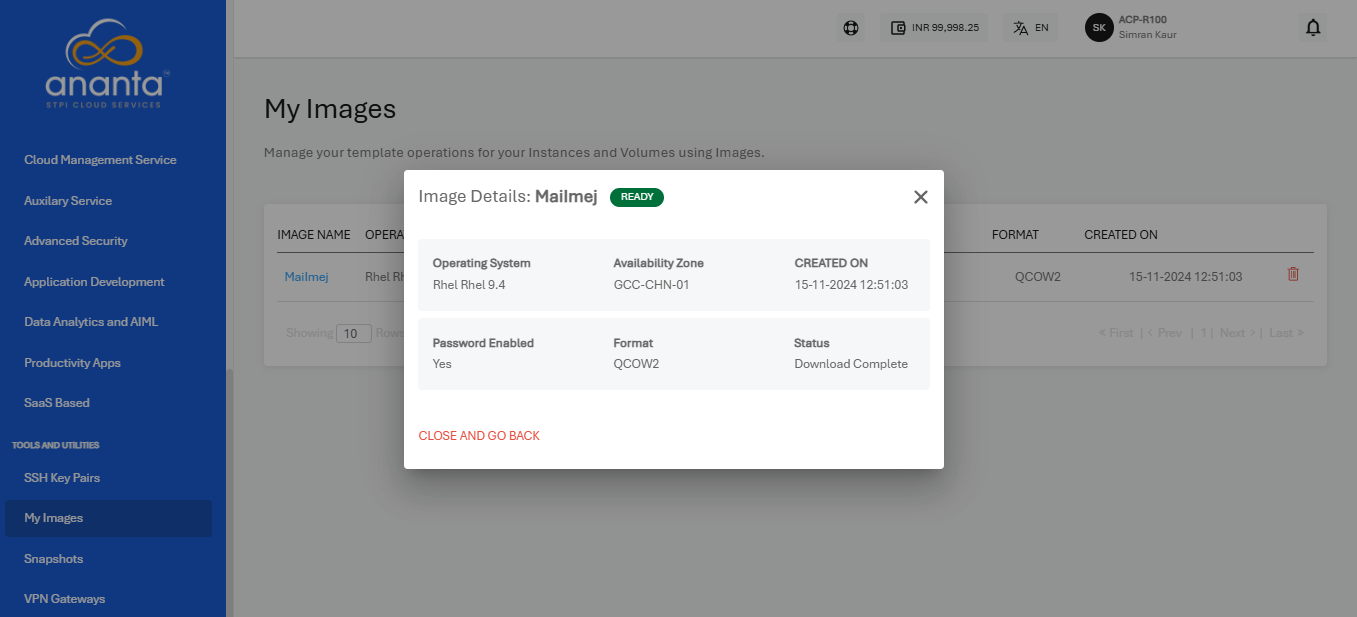 ananta
STPI CLOUD SERVICES
Cloud Management Service
Auxilary Service
Advanced Security
Application Development
Data Analytics and AIML
Productivity Apps
SaaS Based
TOOLS AND UTILITIES
SSH Key Pairs
My Images
Snapshots
VPN Gateways
INR 99,998.25
EN
SK
ACP-R100
Simran Kaur
My Images
Manage your template operations for your Instances and Volumes using Images.
IMAGE NAME OPERA FORMAT CREATED ON
Mailmej Rhel Rh QCOW2 15-11-2024 12:51:03
Showing 10 Rows « First | < Prev | 1 | Next > | Last »
Image Details: Mailmej READY
Operating System Availability Zone CREATED ON
Rhel Rhel 9.4 GCC-CHN-01 15-11-2024 12:51:03
Password Enabled Format Status
Yes QCOW2 Download Complete
CLOSE AND GO BACK